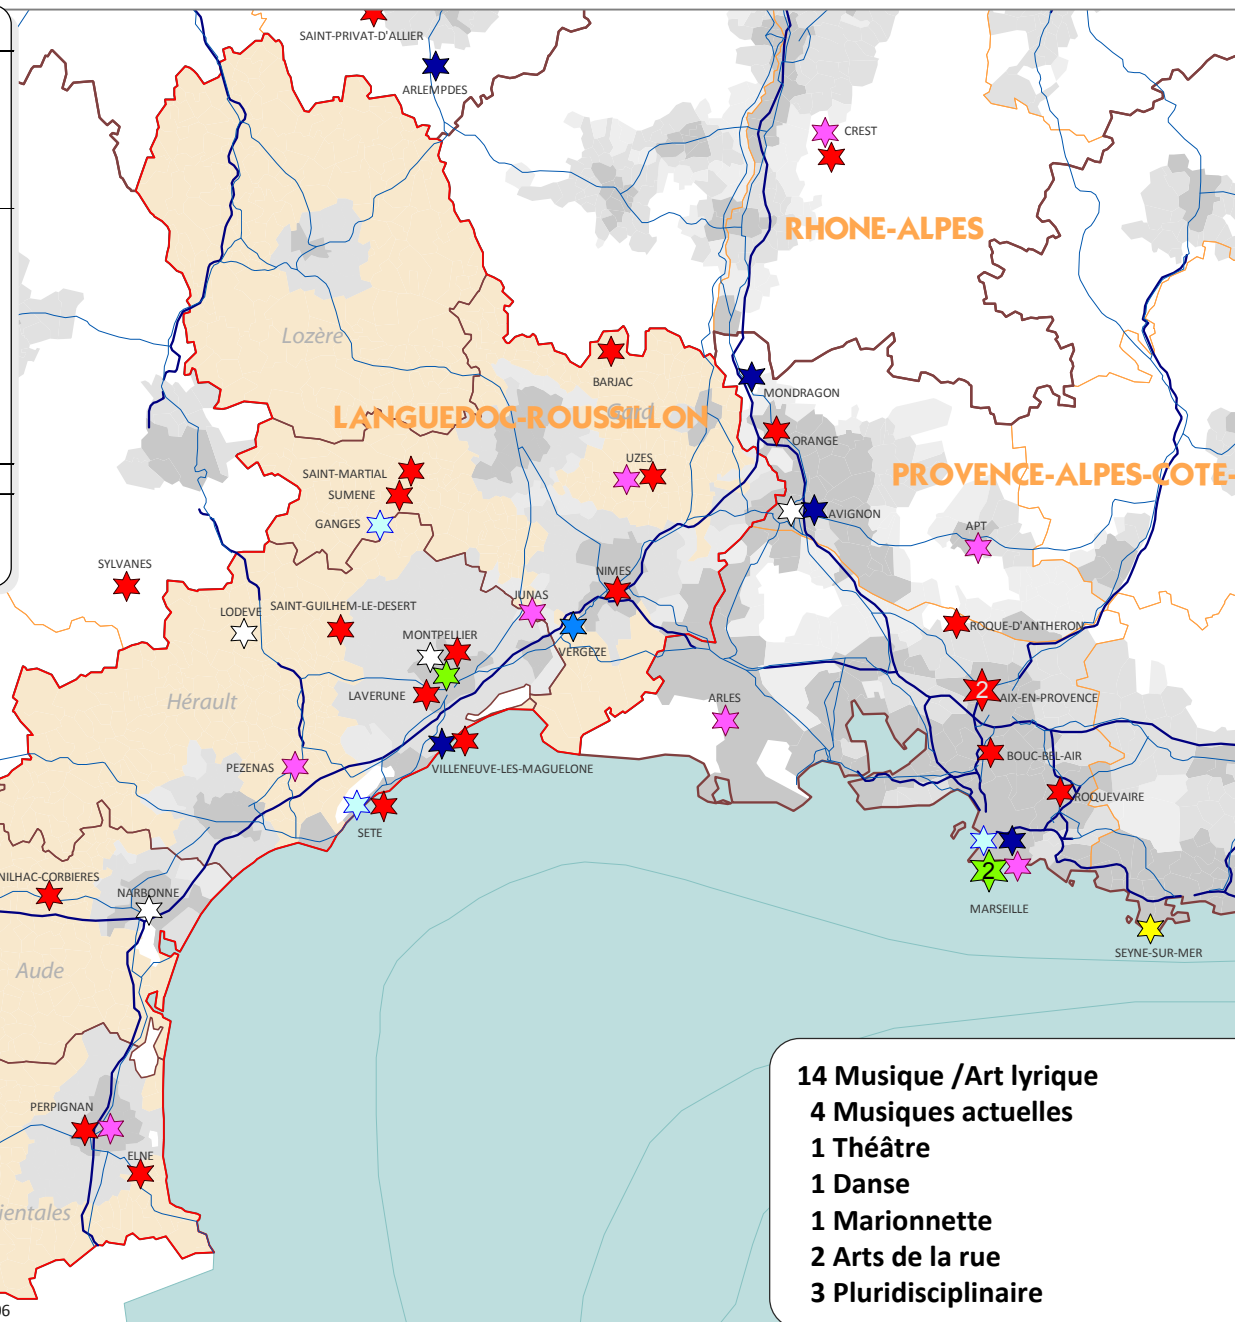 SAINT-PRIVAT-D'ALLIER
ARLEMPDES
CREST
RHONE-ALPES
Lozère
BARJAC
MONDRAGON
LANGUEDOC-ROUSSILLON
Gard
ORANGE
UZES
SAINT-MARTIAL
PROVENCE-ALPES-COTE-
SUMENE
GANGES
AVIGNON
APT
SYLVANES
NIMES
JUNAS
LODEVE
SAINT-GUILHEM-LE-DESERT
ROQUE-D'ANTHERON
MONTPELLIER
VERGEZE
LAVERUNE
2
AIX-EN-PROVENCE
Hérault
ARLES
BOUC-BEL-AIR
PEZENAS
VILLENEUVE-LES-MAGUELONE
ROQUEVAIRE
SETE
2
NILHAC-CORBIERES
NARBONNE
MARSEILLE
SEYNE-SUR-MER
Aude
PERPIGNAN
ELNE
ientales
14 Musique /Art lyrique
4 Musiques actuelles
1 Théâtre
1 Danse
1 Marionnette
2 Arts de la rue
3 Pluridisciplinaire
06